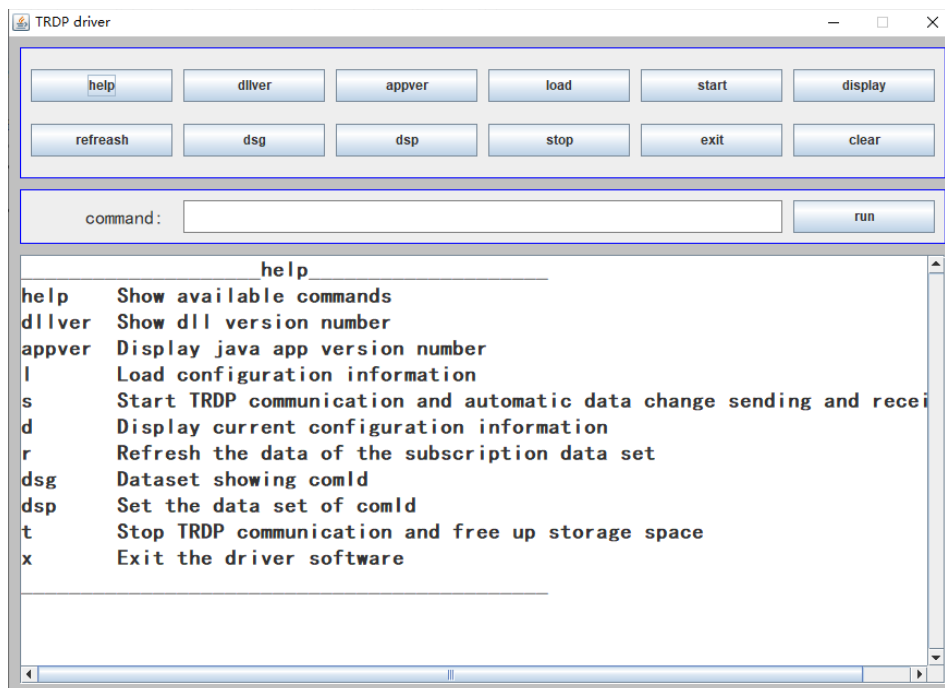 TRDP driver
help dllver appver load start display
refreash dsg dsp stop exit clear
command: run
____________________help____________________
help Show available commands
dllver Show dll version number
appver Display java app version number
l Load configuration information
s Start TRDP communication and automatic data change sending and recei
d Display current configuration information
r Refresh the data of the subscription data set
dsg Dataset showing comId
dsp Set the data set of comId
t Stop TRDP communication and free up storage space
x Exit the driver software
____________________________________________